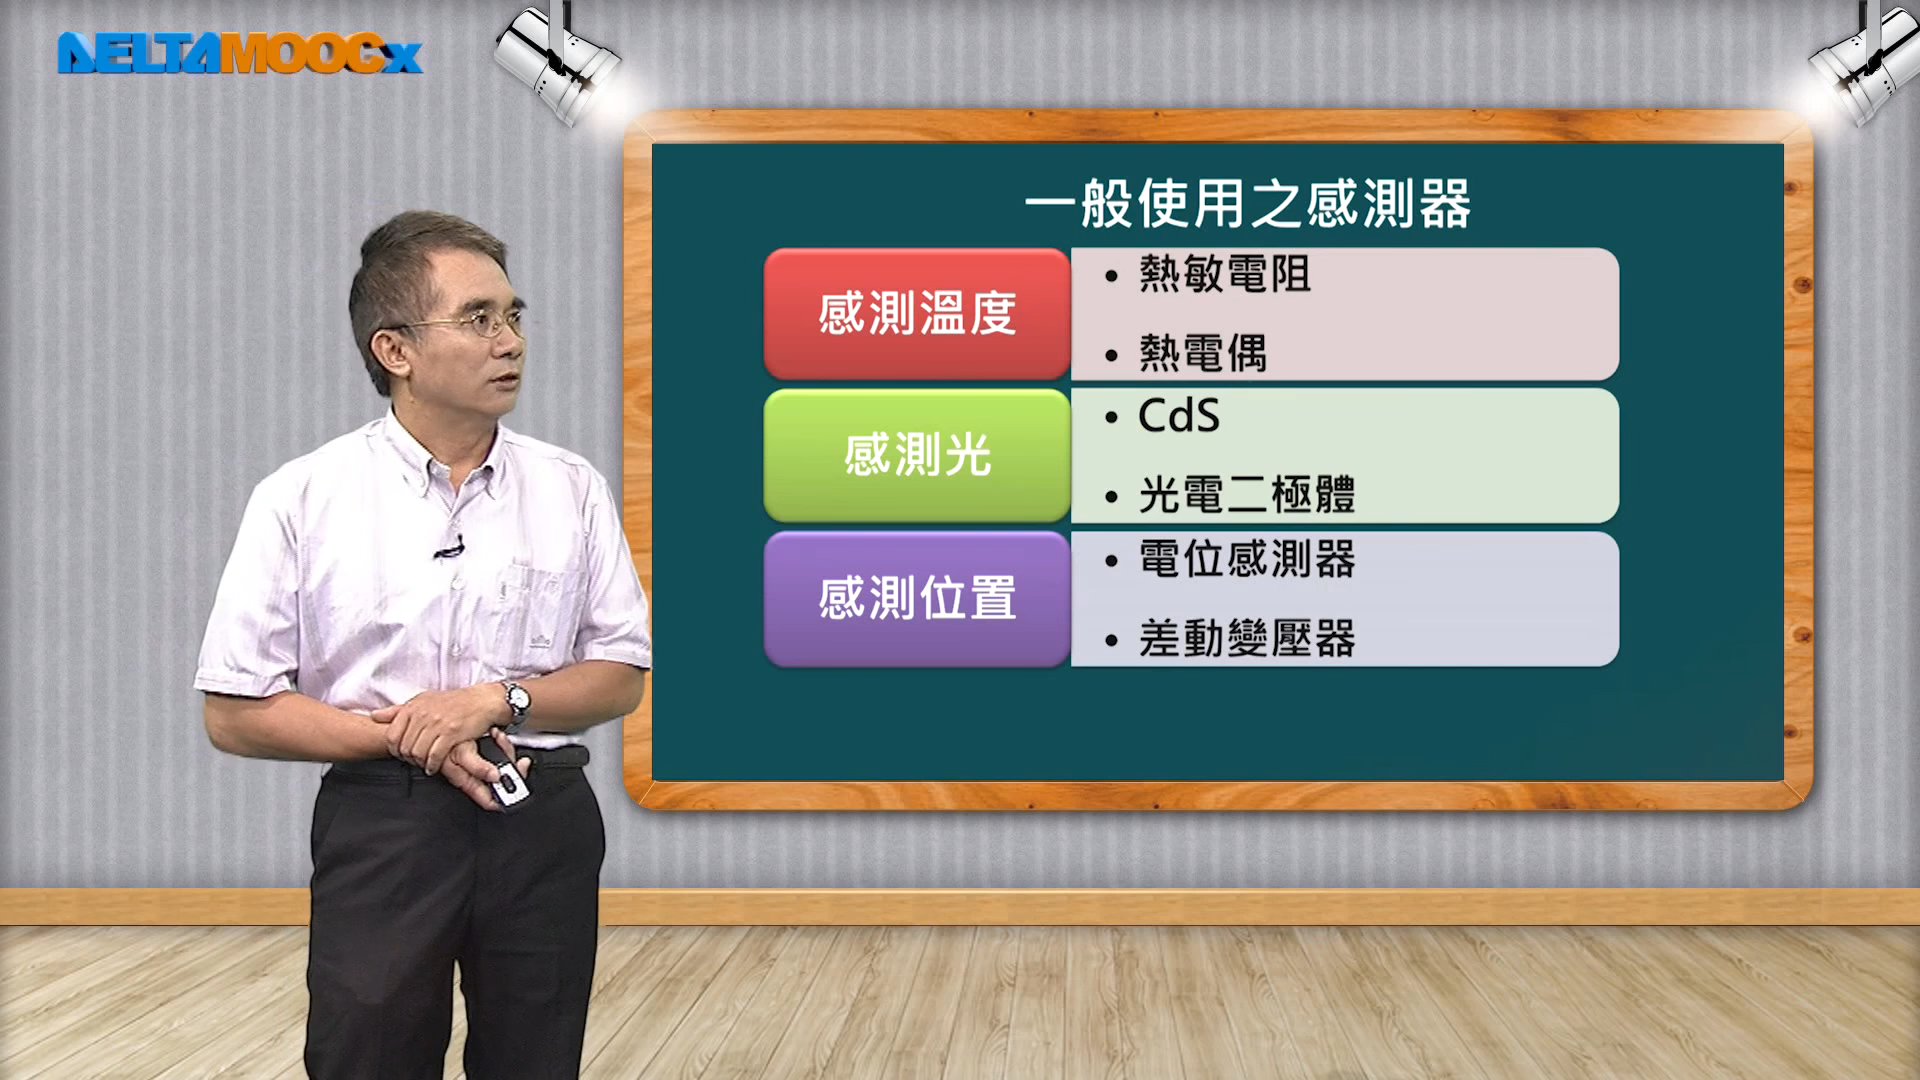 DELTAMOOCx
一般使用之感測器
感測溫度
• 熱敏電阻
• 熱電偶
感測光
• CdS
• 光電二極體
感測位置
• 電位感測器
• 差動變壓器